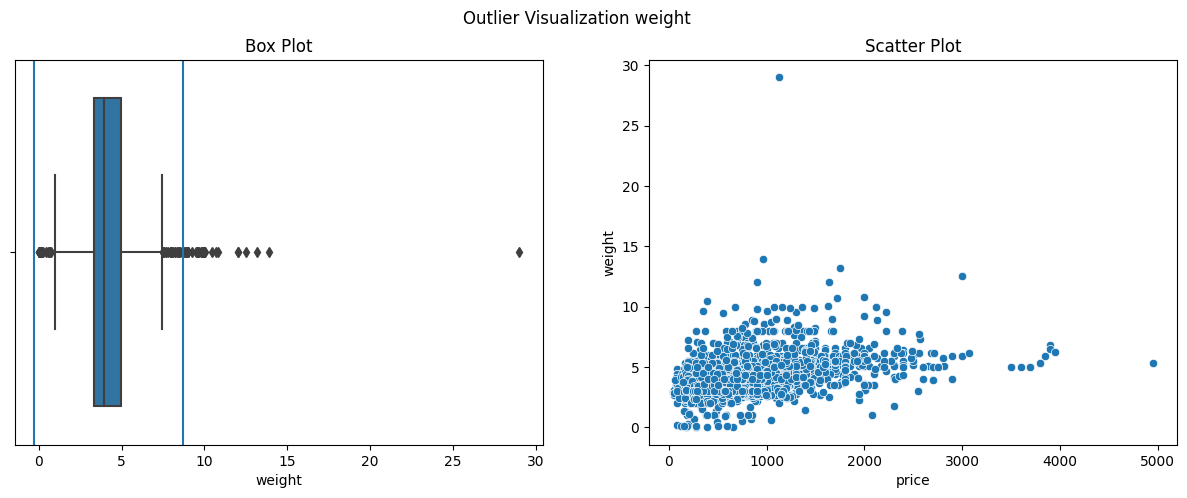 Outlier Visualization weight
Box Plot
0 5 10 15 20 25 30
weight
Scatter Plot
30
25
20
15
10
5
0
weight
0 1000 2000 3000 4000 5000
price